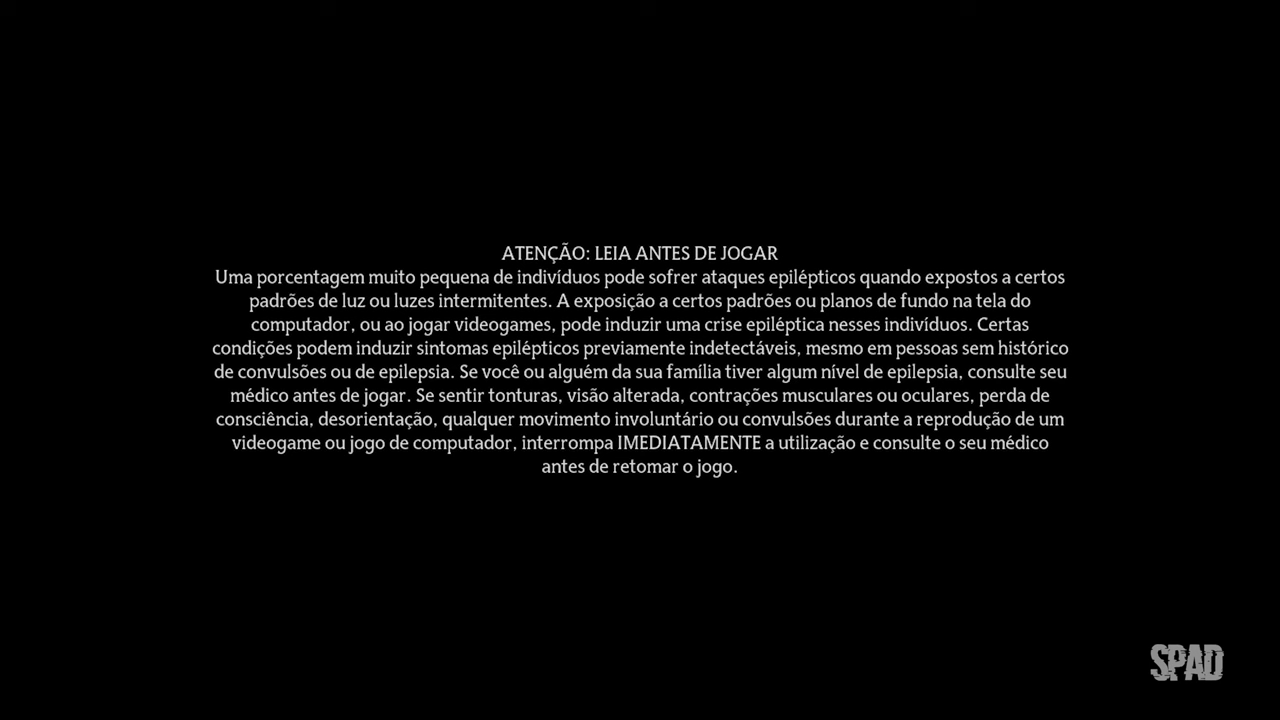 ATENÇÃO: LEIA ANTES DE JOGAR
Uma porcentagem muito pequena de indivíduos pode sofrer ataques epilépticos quando expostos a certos
padrões de luz ou luzes intermitentes. A exposição a certos padrões ou planos de fundo na tela do
computador, ou ao jogar videogames, pode induzir uma crise epiléptica nesses indivíduos. Certas
condições podem induzir sintomas epilépticos previamente indetectáveis, mesmo em pessoas sem histórico
de convulsões ou de epilepsia. Se você ou alguém da sua família tiver algum nível de epilepsia, consulte seu
médico antes de jogar. Se sentir tonturas, visão alterada, contrações musculares ou oculares, perda de
consciência, desorientação, qualquer movimento involuntário ou convulsões durante a reprodução de um
videogame ou jogo de computador, interrompa IMEDIATAMENTE a utilização e consulte o seu médico
antes de retomar o jogo.
SPAD